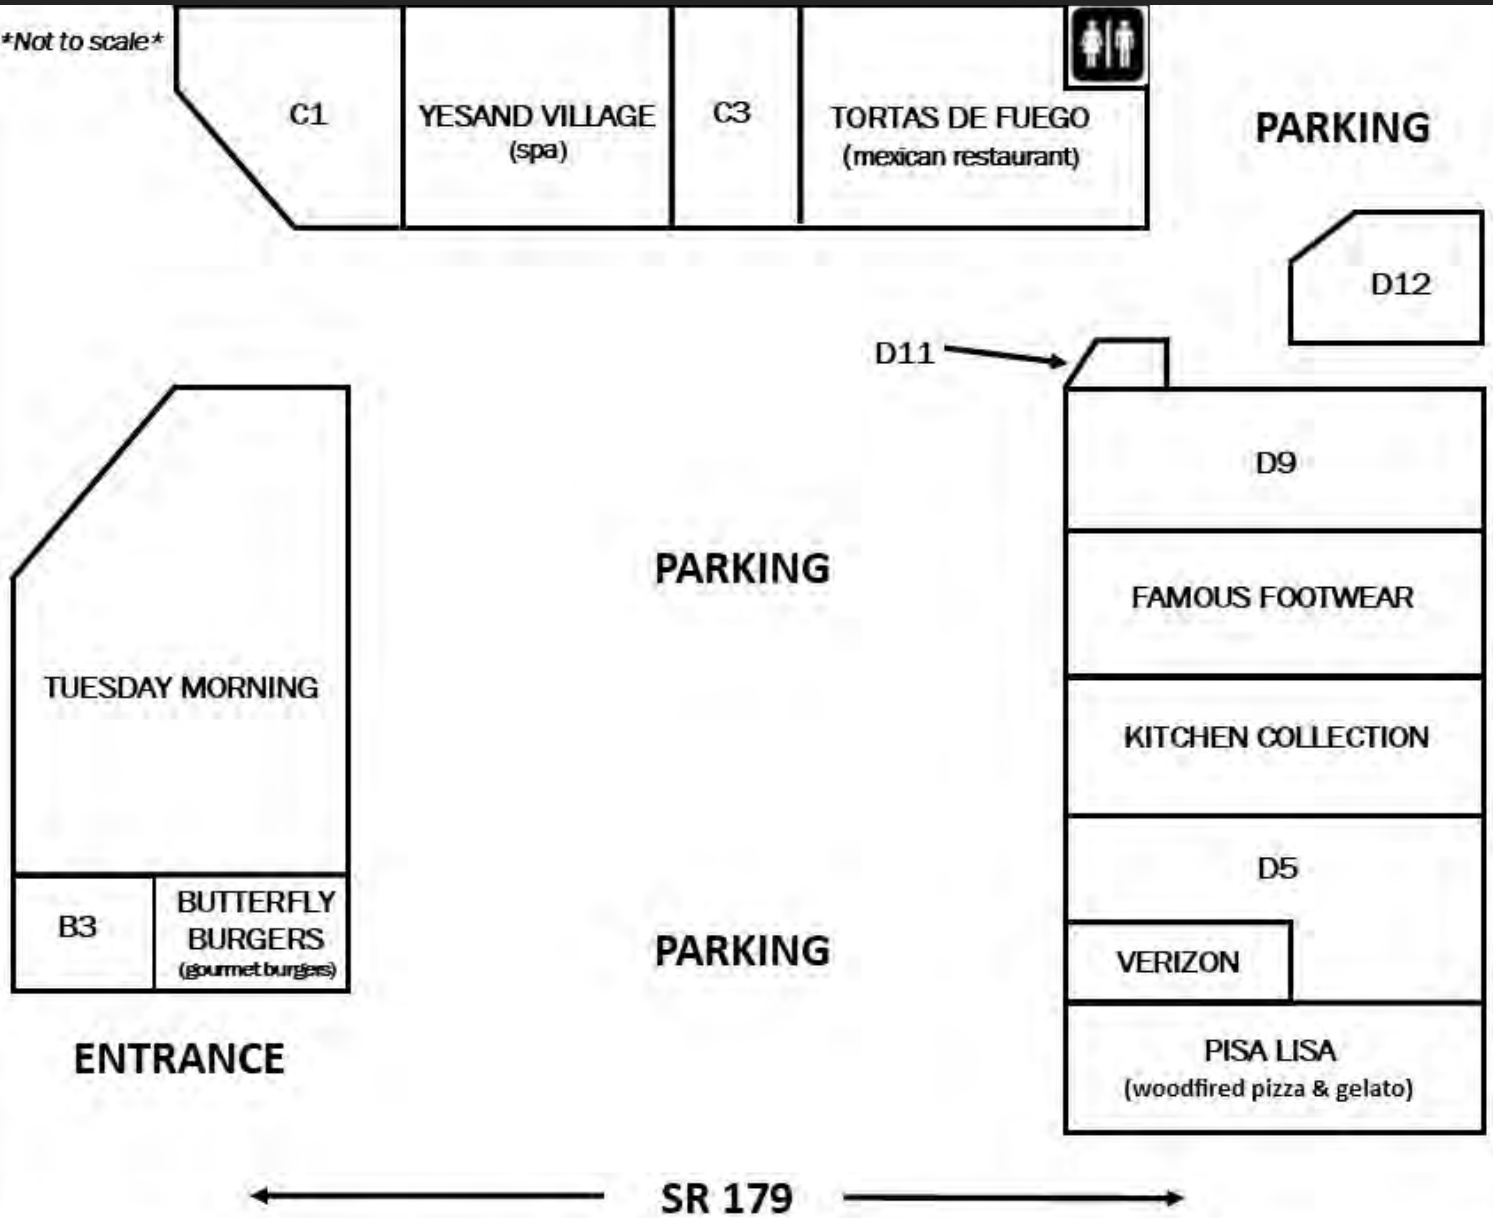 *Not to scale*
C1
YESAND VILLAGE
(spa)
C3
TORTAS DE FUEGO
(mexican restaurant)
PARKING
D12
D11
D9
FAMOUS FOOTWEAR
KITCHEN COLLECTION
D5
VERIZON
PISA LISA
(woodfired pizza & gelato)
PARKING
PARKING
TUESDAY MORNING
B3
BUTTERFLY
BURGERS
(gourmet burgers)
ENTRANCE
SR 179